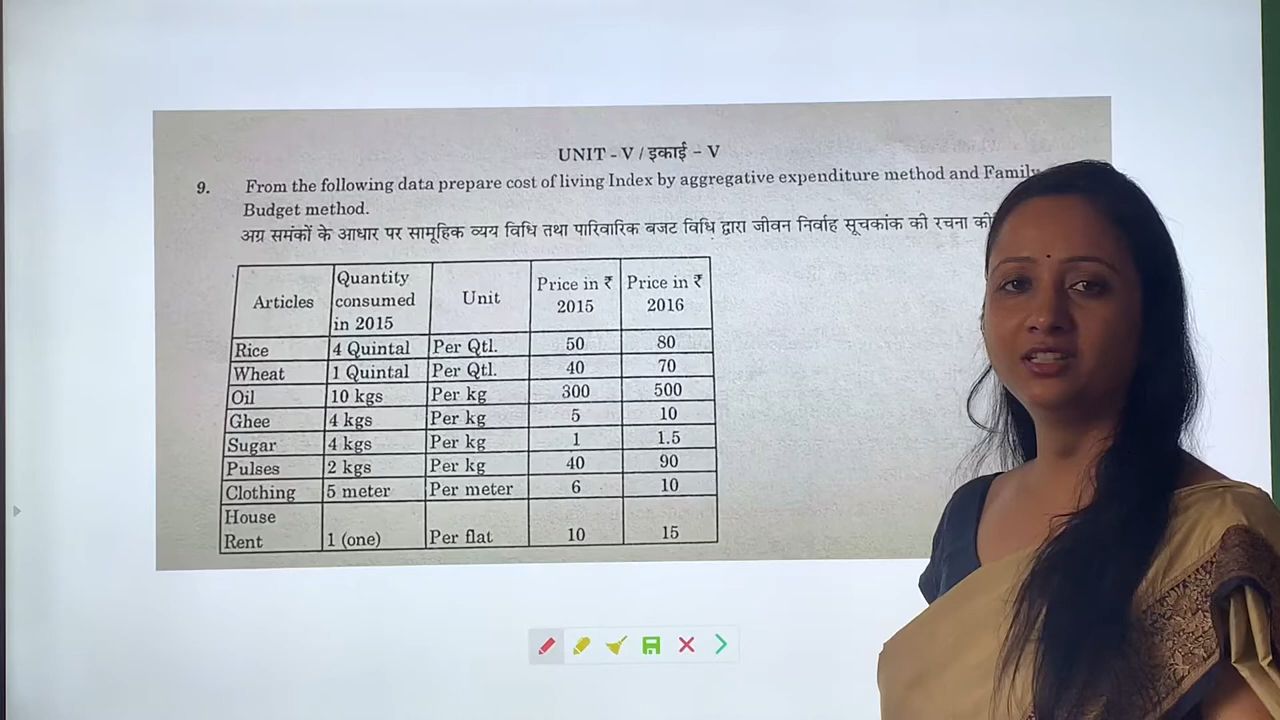 UNIT - V / इकाई - V
9. From the following data prepare cost of living Index by aggregative expenditure method and Family
Budget method.
अग्र समंकों के आधार पर सामूहिक व्यय विधि तथा पारिवारिक बजट विधि द्वारा जीवन निर्वाह सूचकांक की रचना
Articles Quantity consumed in 2015 Unit Price in ₹ 2015 Price in ₹ 2016
Rice 4 Quintal Per Qtl. 50 80
Wheat 1 Quintal Per Qtl. 40 70
Oil 10 kgs Per kg 300 500
Ghee 4 kgs Per kg 5 10
Sugar 4 kgs Per kg 1 1.5
Pulses 2 kgs Per kg 40 90
Clothing 5 meter Per meter 6 10
House
Rent 1 (one) Per flat 10 15